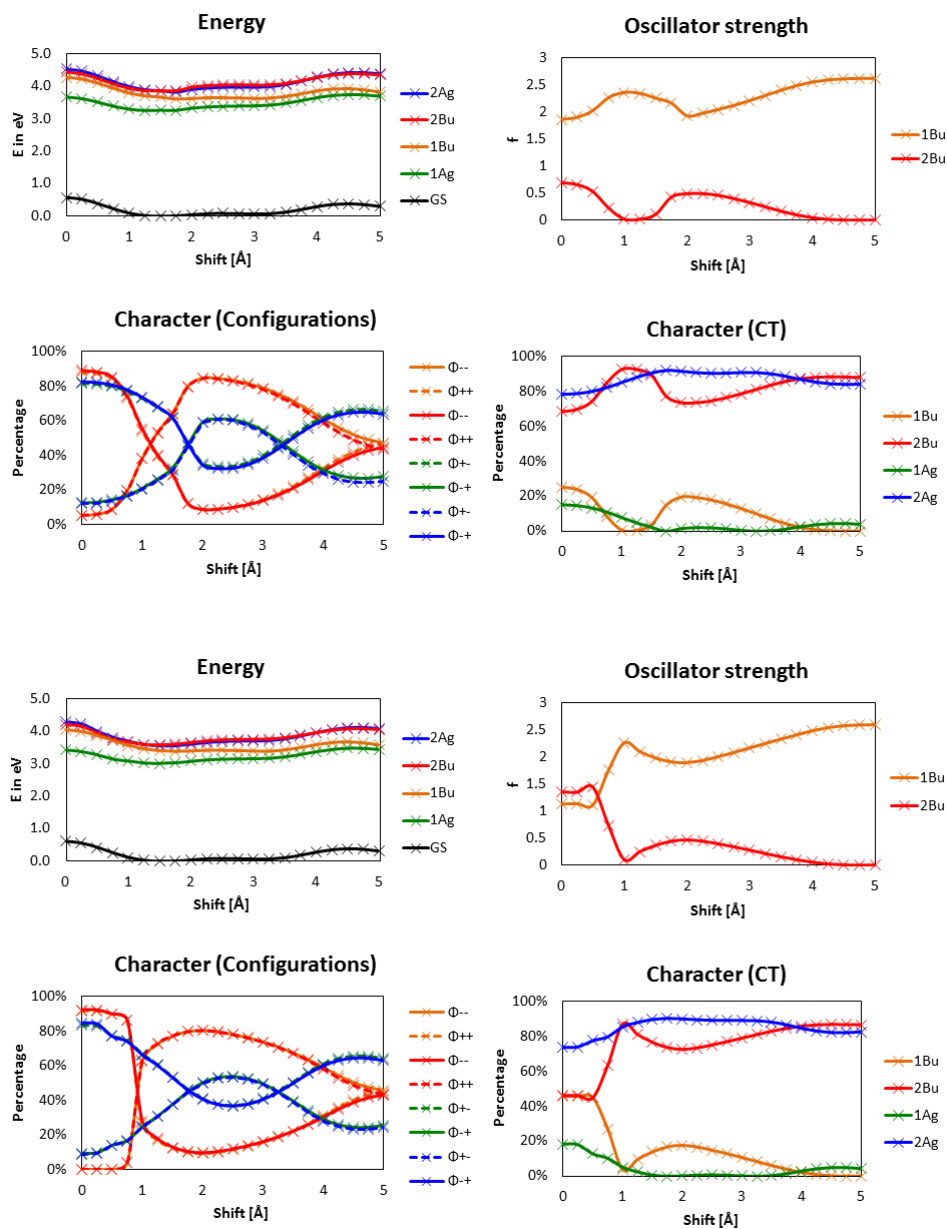 Energy
5.0
4.0
3.0
2.0
1.0
0.0
E in eV
0 1 2 3 4 5
Shift [Å]
2Ag
2Bu
1Bu
1Ag
GS
Oscillator strength
3
2.5
2
1.5
1
0.5
0
f
0 1 2 3 4 5
Shift [Å]
1Bu
2Bu
Character (Configurations)
100%
80%
60%
40%
20%
0%
Percentage
0 1 2 3 4 5
Shift [Å]
Φ--
Φ++
Φ--
Φ++
Φ+-
Φ-+
Φ+-
Φ-+
Character (CT)
100%
80%
60%
40%
20%
0%
Percentage
0 1 2 3 4 5
Shift [Å]
1Bu
2Bu
1Ag
2Ag
Energy
5.0
4.0
3.0
2.0
1.0
0.0
E in eV
0 1 2 3 4 5
Shift [Å]
2Ag
2Bu
1Bu
1Ag
GS
Oscillator strength
3
2.5
2
1.5
1
0.5
0
f
0 1 2 3 4 5
Shift [Å]
1Bu
2Bu
Character (Configurations)
100%
80%
60%
40%
20%
0%
Percentage
0 1 2 3 4 5
Shift [Å]
Φ--
Φ++
Φ--
Φ++
Φ+-
Φ-+
Φ+-
Φ-+
Character (CT)
100%
80%
60%
40%
20%
0%
Percentage
0 1 2 3 4 5
Shift [Å]
1Bu
2Bu
1Ag
2Ag